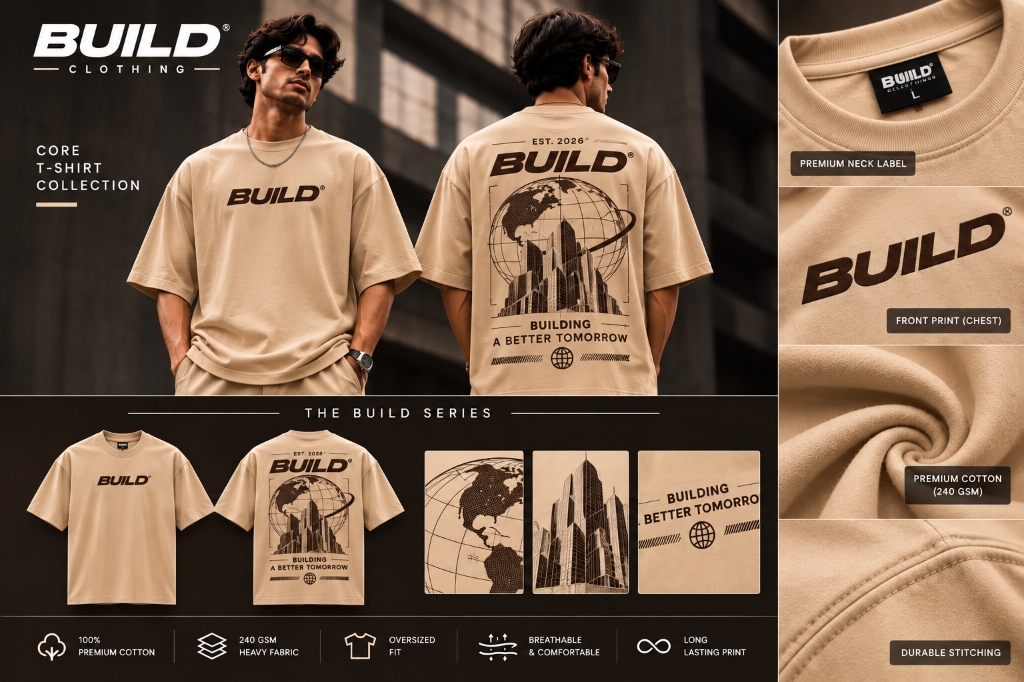 BUILD®
CLOTHING
CORE
T-SHIRT
COLLECTION
BUILD®
EST. 2026
BUILD®
BUILDING
A BETTER TOMORROW
BUILD
L
PREMIUM NECK LABEL
BUILD®
FRONT PRINT (CHEST)
PREMIUM COTTON
(240 GSM)
DURABLE STITCHING
THE BUILD SERIES
BUILD®
EST. 2026
BUILD®
BUILDING
A BETTER TOMORROW
BUILDING
BETTER TOMORRO
100%
PREMIUM COTTON
240 GSM
HEAVY FABRIC
OVERSIZED
FIT
BREATHABLE
& COMFORTABLE
LONG
LASTING PRINT